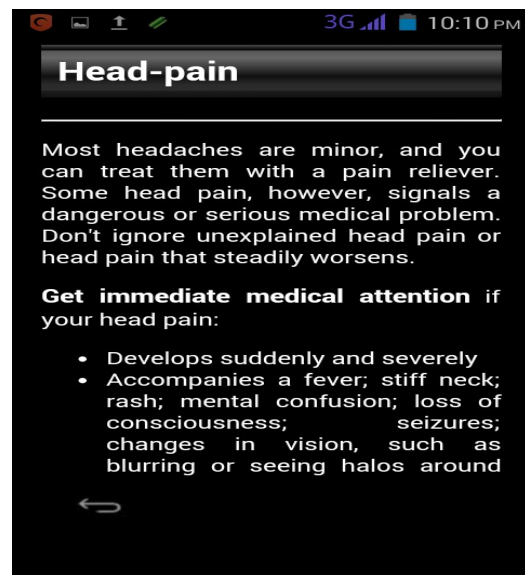 3G 10:10 PM
Head-pain
Most headaches are minor, and you
can treat them with a pain reliever.
Some head pain, however, signals a
dangerous or serious medical problem.
Don't ignore unexplained head pain or
head pain that steadily worsens.
Get immediate medical attention if
your head pain:
• Develops suddenly and severely
• Accompanies a fever; stiff neck;
rash; mental confusion; loss of
consciousness; seizures;
changes in vision, such as
blurring or seeing halos around